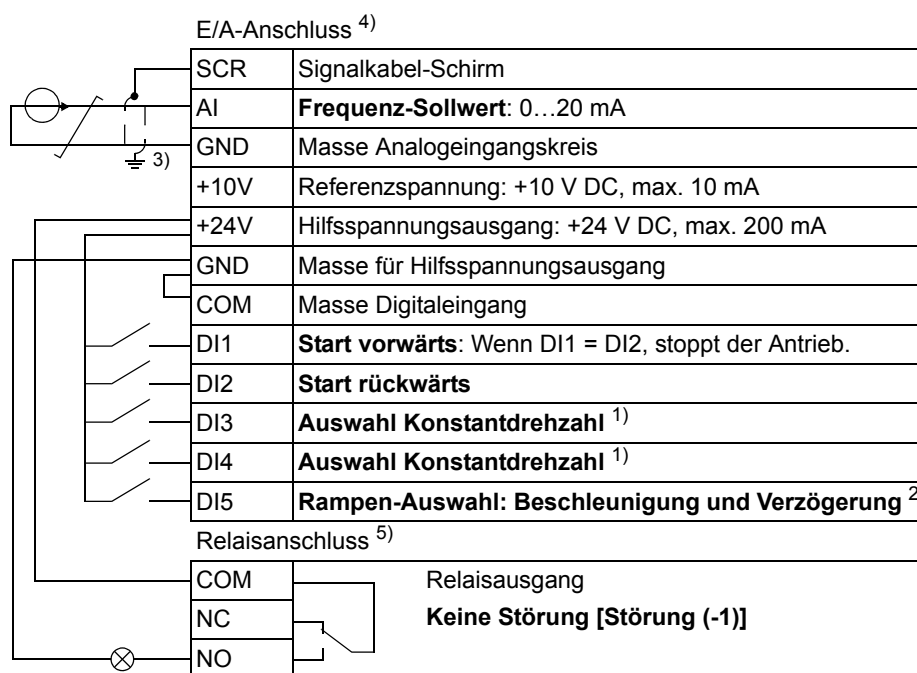 E/A-Anschluss 4)
SCR Signalkabel-Schirm
AI Frequenz-Sollwert: 0…20 mA
GND Masse Analogeingangskreis
3)
+10V Referenzspannung: +10 V DC, max. 10 mA
+24V Hilfsspannungsausgang: +24 V DC, max. 200 mA
GND Masse für Hilfsspannungsausgang
COM Masse Digitaleingang
DI1 Start vorwärts: Wenn DI1 = DI2, stoppt der Antrieb.
DI2 Start rückwärts
DI3 Auswahl Konstantdrehzahl 1)
DI4 Auswahl Konstantdrehzahl 1)
DI5 Rampen-Auswahl: Beschleunigung und Verzögerung 2
Relaisanschluss 5)
COM Relaisausgang
NC Keine Störung [Störung (-1)]
NO